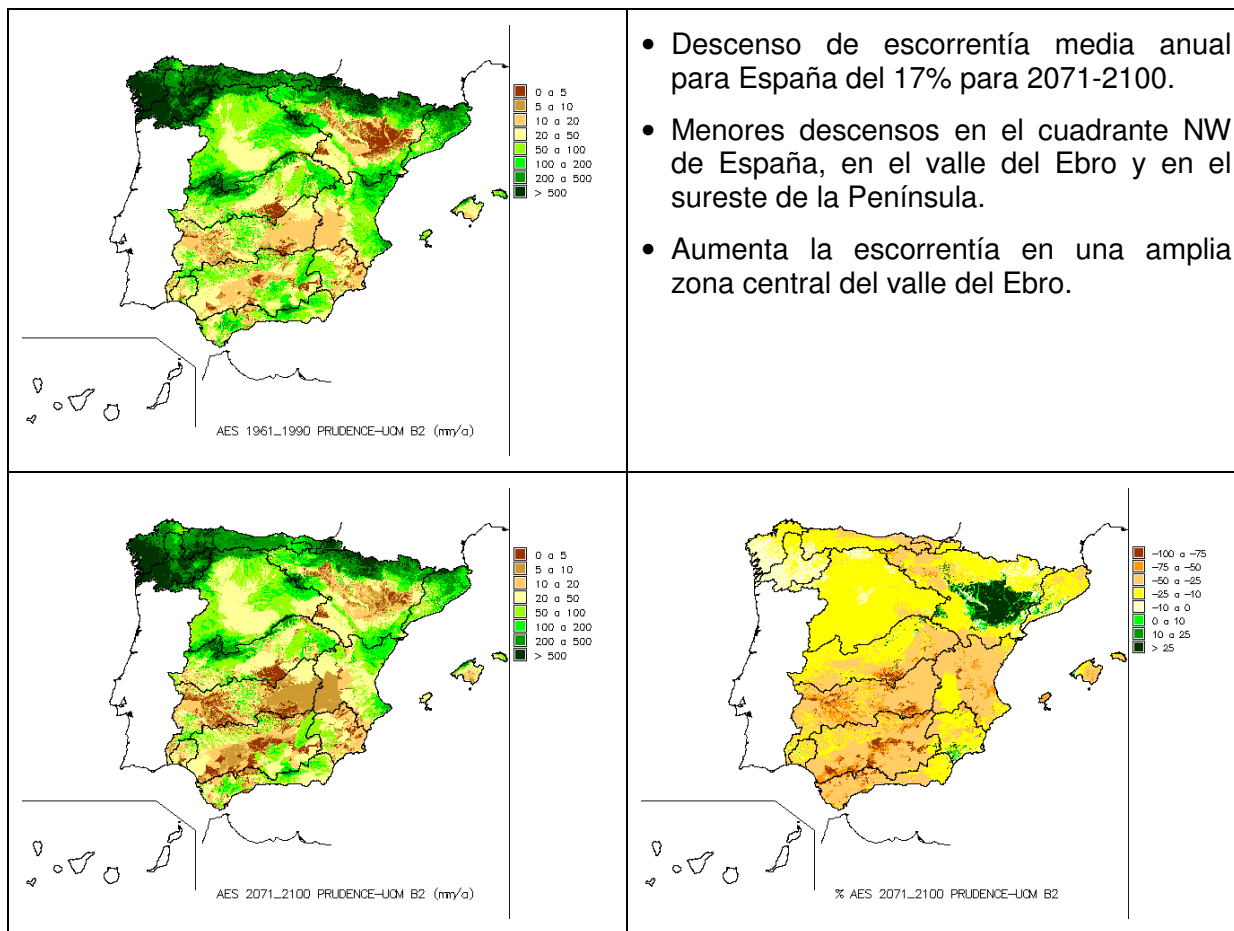 0 a 5
5 a 10
10 a 20
20 a 50
50 a 100
100 a 200
200 a 500
> 500
AES 1961_1990 PRUDENCE-UCM B2 (mm/a)
• Descenso de escorrentía media anual
para España del 17% para 2071-2100.
• Menores descensos en el cuadrante NW
de España, en el valle del Ebro y en el
sureste de la Península.
• Aumenta la escorrentía en una amplia
zona central del valle del Ebro.
0 a 5
5 a 10
10 a 20
20 a 50
50 a 100
100 a 200
200 a 500
> 500
AES 2071_2100 PRUDENCE-UCM B2 (mm/a)
-100 a -75
-75 a -50
-50 a -25
-25 a -10
-10 a 0
0 a 10
10 a 25
> 25
% AES 2071_2100 PRUDENCE-UCM B2